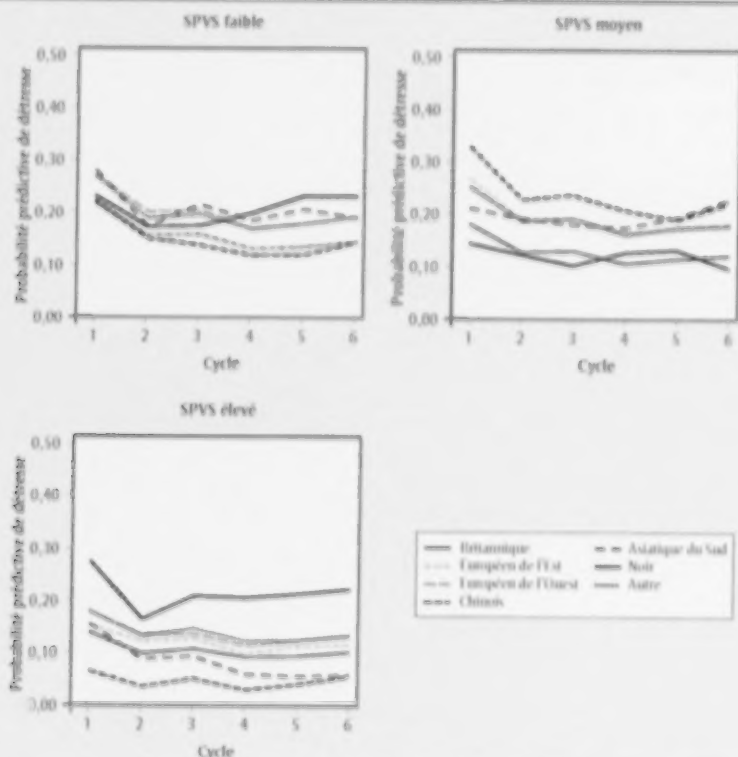 SPVS faible
Probabilité prédictive de détresse
0,50
0,40
0,30
0,20
0,10
0,00
1 2 3 4 5 6
Cycle
SPVS moyen
Probabilité prédictive de détresse
0,50
0,40
0,30
0,20
0,10
0,00
1 2 3 4 5 6
Cycle
SPVS élevé
Probabilité prédictive de détresse
0,50
0,40
0,30
0,20
0,10
0,00
1 2 3 4 5 6
Cycle
Britannique
Européen de l'Est
Européen de l'Ouest
Chinois
Asiatique du Sud
Noir
Autre